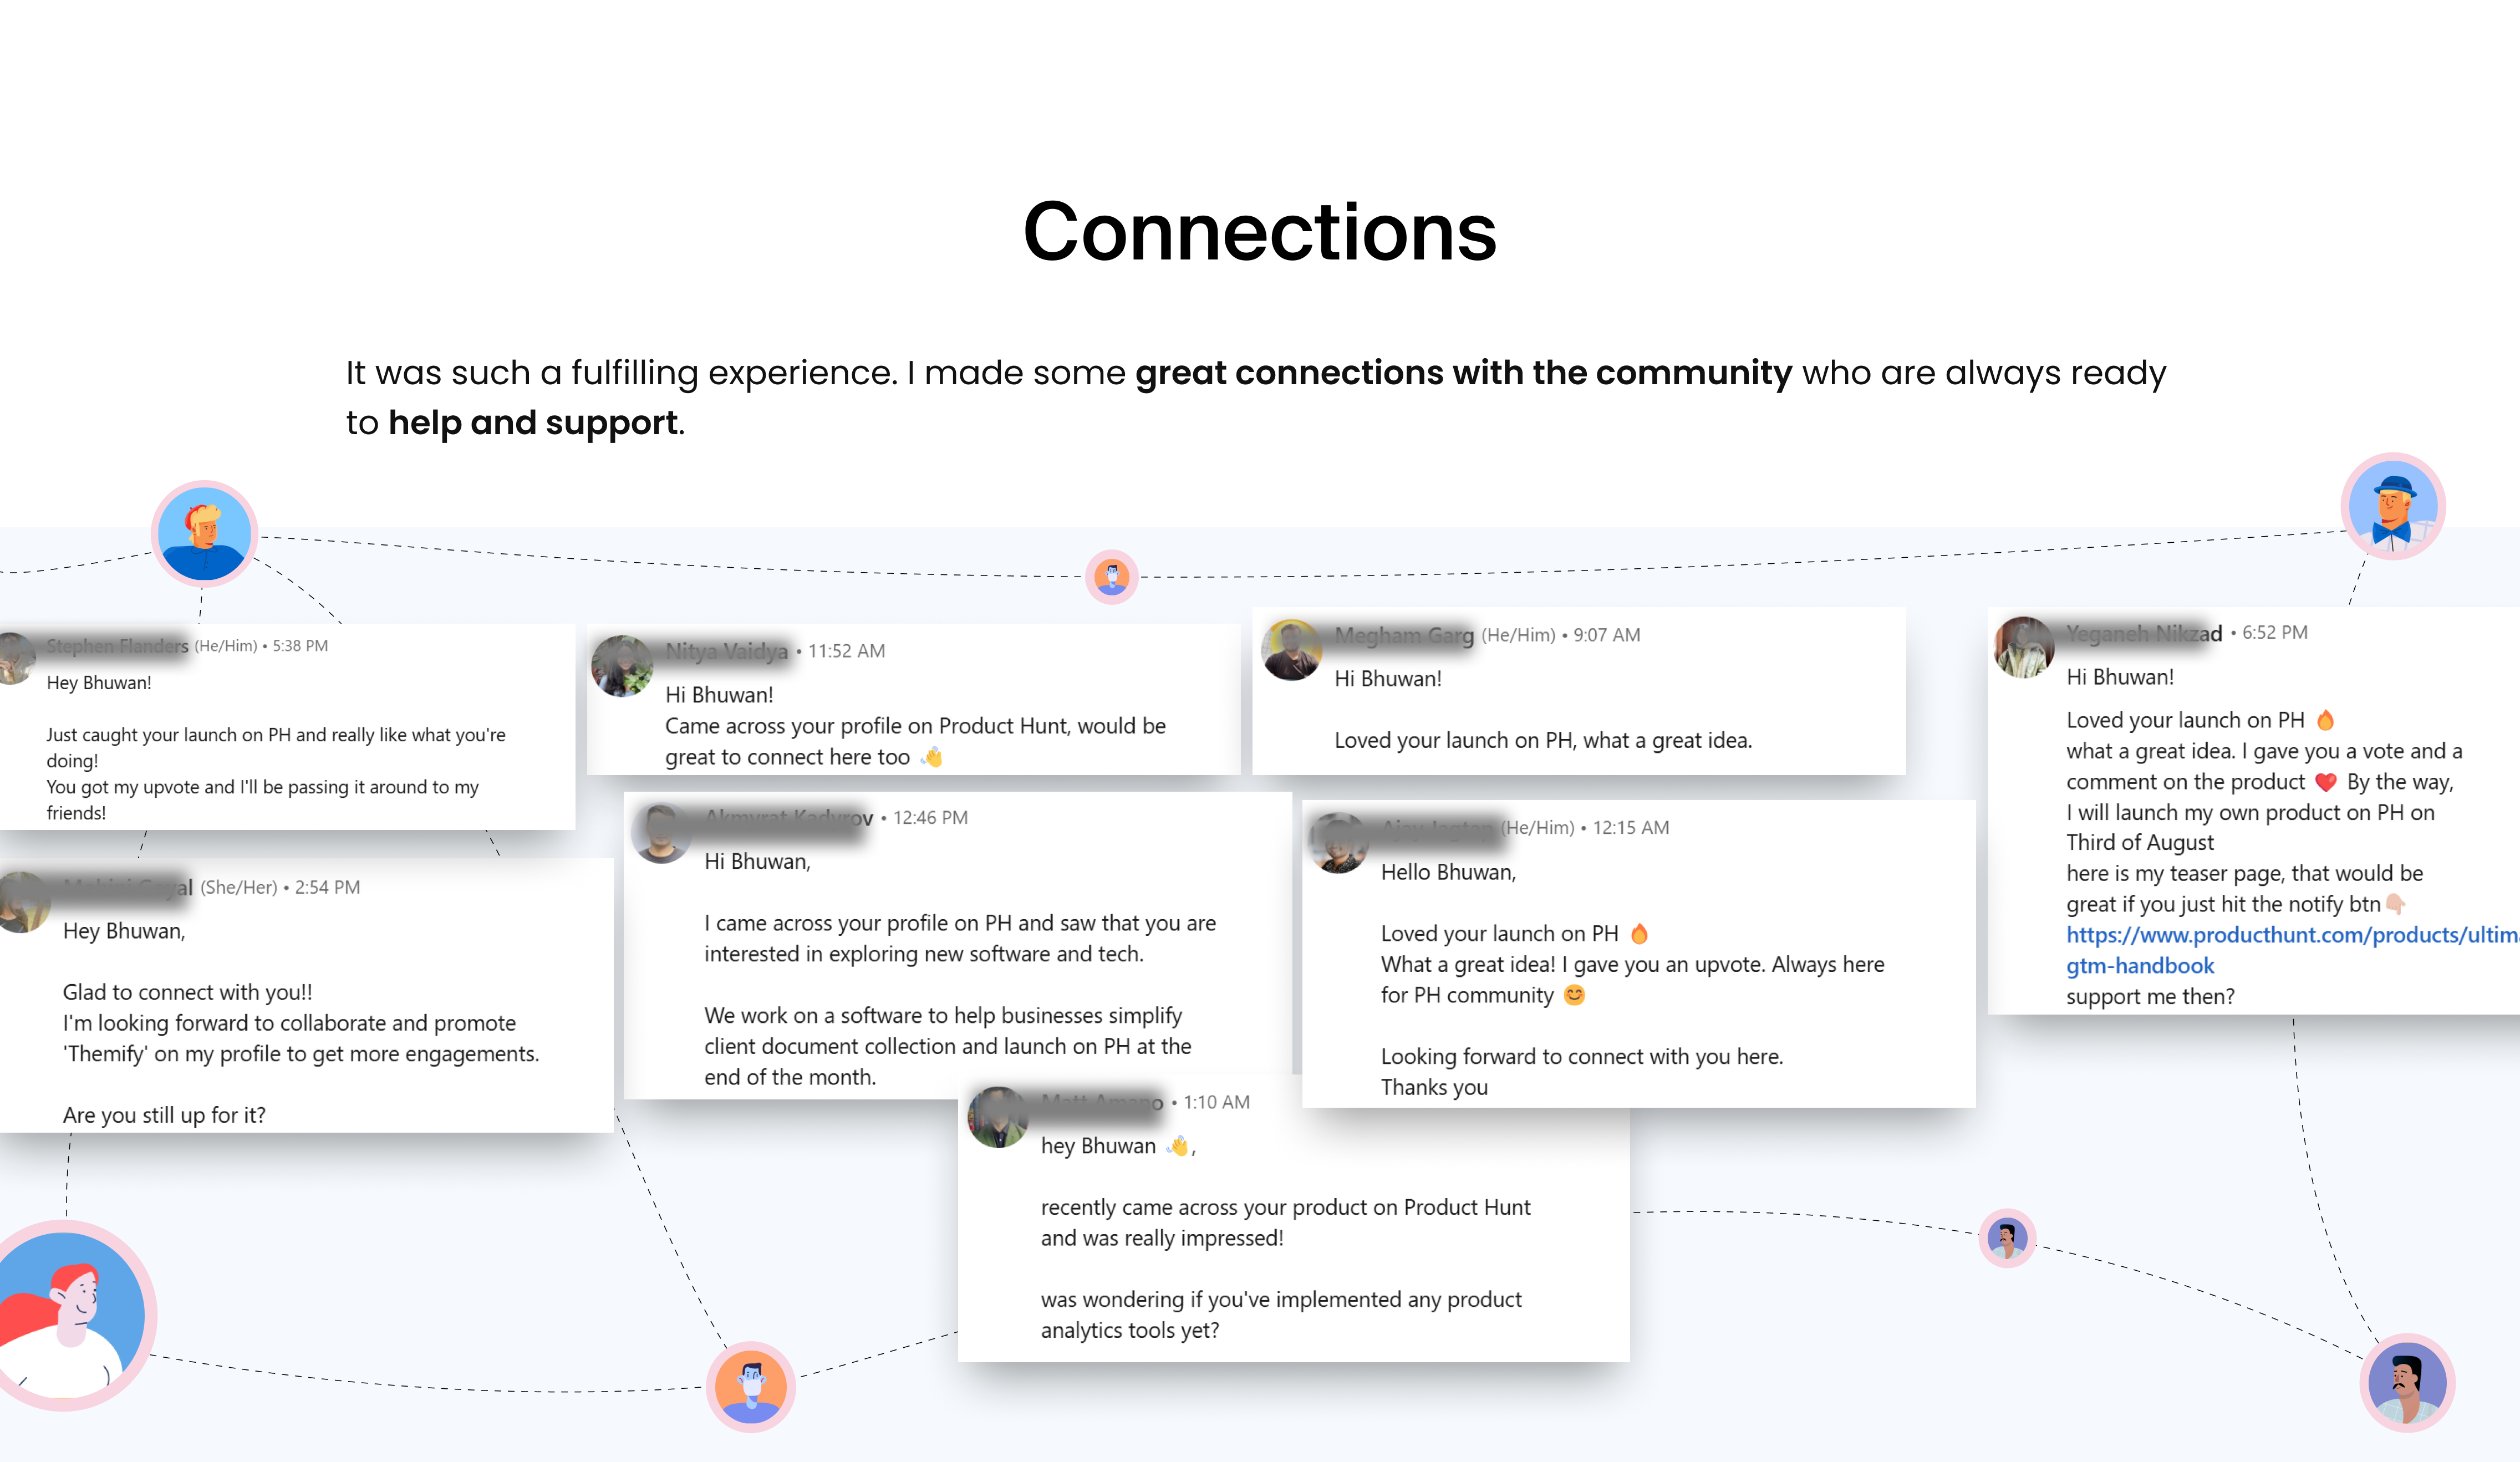 Connections
It was such a fulfilling experience. I made some great connections with the community who are always ready
to help and support.
Stephen Flanders (He/Him) • 5:38 PM
Hey Bhuwan!
Just caught your launch on PH and really like what you're
doing!
You got my upvote and I'll be passing it around to my
friends!
Nitya Vaidya • 11:52 AM
Hi Bhuwan!
Came across your profile on Product Hunt, would be
great to connect here too 👋
Megham Garg (He/Him) • 9:07 AM
Hi Bhuwan!
Loved your launch on PH, what a great idea.
Yeganeh Nikzad • 6:52 PM
Hi Bhuwan!
Loved your launch on PH 🔥
what a great idea. I gave you a vote and a
comment on the product ❤️ By the way,
I will launch my own product on PH on
Third of August
here is my teaser page, that would be
great if you just hit the notify btn👇🏻
https://www.producthunt.com/products/ultim
gtm-handbook
support me then?
(She/Her) • 2:54 PM
Hey Bhuwan,
Glad to connect with you!!
I'm looking forward to collaborate and promote
'Themify' on my profile to get more engagements.
Are you still up for it?
• 12:46 PM
Hi Bhuwan,
I came across your profile on PH and saw that you are
interested in exploring new software and tech.
We work on a software to help businesses simplify
client document collection and launch on PH at the
end of the month.
(He/Him) • 12:15 AM
Hello Bhuwan,
Loved your launch on PH 🔥
What a great idea! I gave you an upvote. Always here
for PH community 😊
Looking forward to connect with you here.
Thanks you
• 1:10 AM
hey Bhuwan 👋,
recently came across your product on Product Hunt
and was really impressed!
was wondering if you've implemented any product
analytics tools yet?